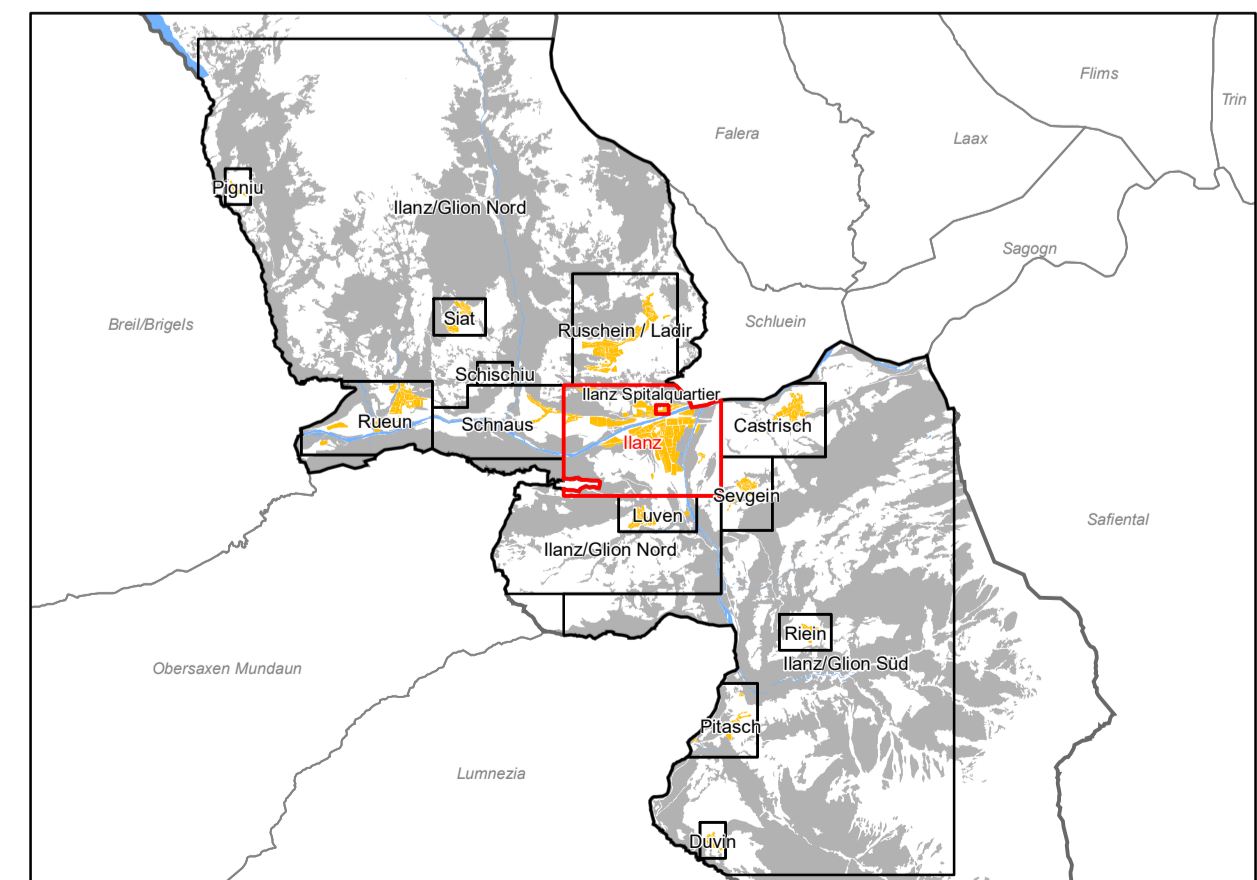 Flims
Trin
Falera
Laax
Pigniu
Ilanz/Glion Nord
Sagogn
Siat
Breil/Brigels
Schluein
Ruschein / Ladir
Schischiu
Ilanz Spitalquartier
Rueun
Schnaus
Castrisch
Ilanz
Sevgein
Luven
Safiental
Ilanz/Glion Nord
Riein
Ilanz/Glion Süd
Obersaxen Mundaun
Pitasch
Lumnezia
Duvin